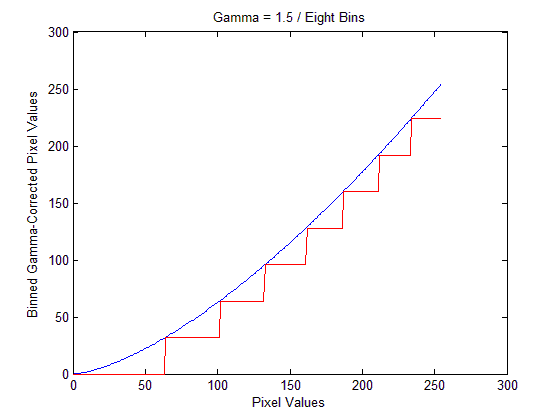 Gamma = 1.5 / Eight Bins
300
250
200
150
100
50
0
Binned Gamma-Corrected Pixel Values
0 50 100 150 200 250 300
Pixel Values